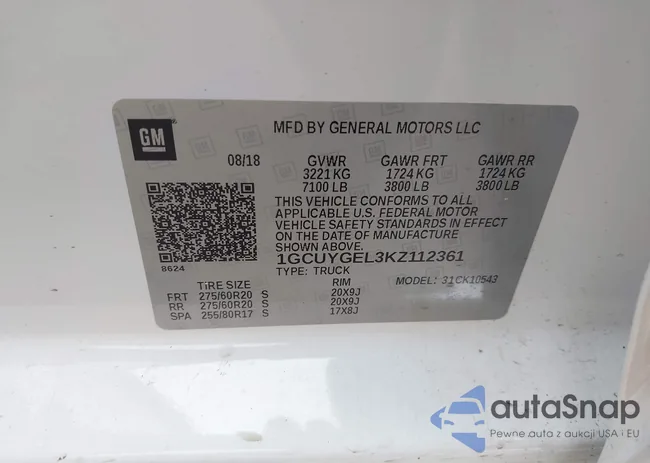 GM
MFD BY GENERAL MOTORS LLC
08/18 GVWR GAWR FRT GAWR RR
3221 KG 1724 KG 1724 KG
7100 LB 3800 LB 3800 LB
THIS VEHICLE CONFORMS TO ALL
APPLICABLE U.S. FEDERAL MOTOR
VEHICLE SAFETY STANDARDS IN EFFECT
ON THE DATE OF MANUFACTURE
SHOWN ABOVE.
8624
1GCUYGEL3KZ112361
TYPE: TRUCK MODEL: 31CK10543
TiRE SIZE RIM
FRT 275/60R20 S 20X9J
RR 275/60R20 S 20X9J
SPA 255/80R17 S 17X8J
autaSnap
Pewne auta z aukcji USA i EU